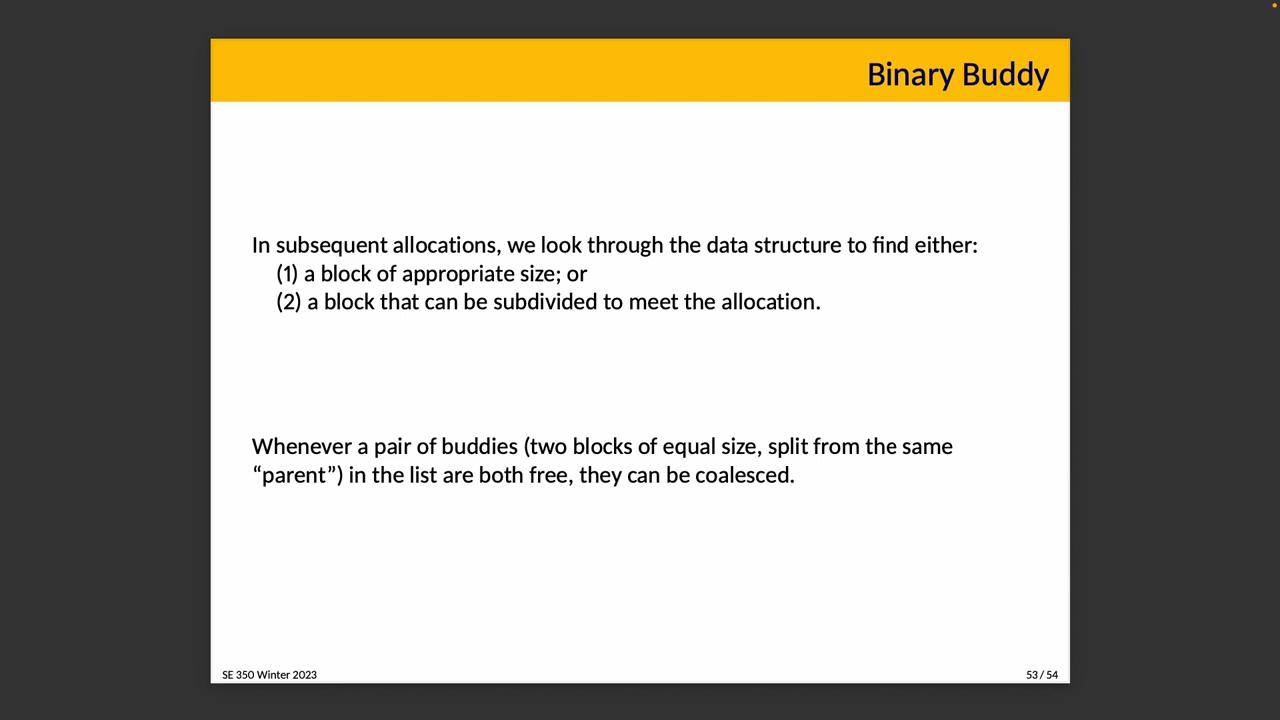 Binary Buddy
In subsequent allocations, we look through the data structure to find either:
(1) a block of appropriate size; or
(2) a block that can be subdivided to meet the allocation.
Whenever a pair of buddies (two blocks of equal size, split from the same
“parent”) in the list are both free, they can be coalesced.
SE 350 Winter 2023
53 / 54